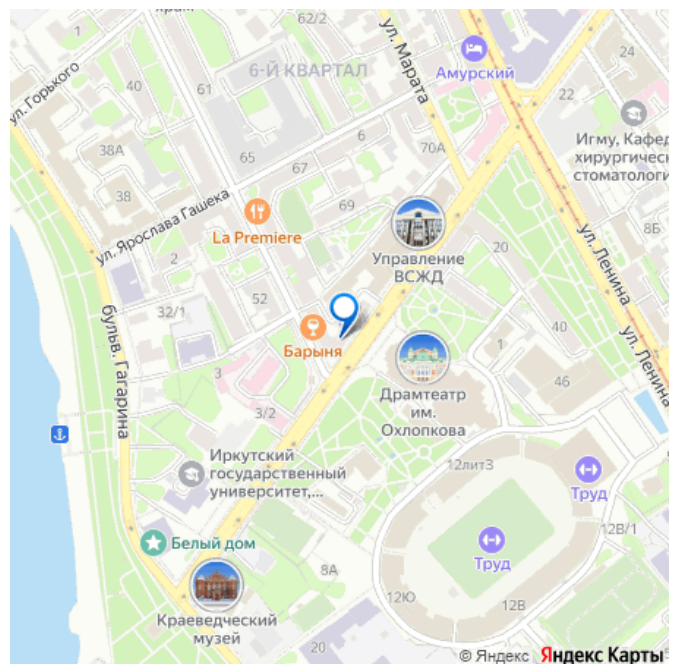 храм
1
62/2
ул. Марата
24
Амурский
6-Й КВАРТАЛ
ул. Горького
40
61
22
Игму, Кафед
хирургическ
стоматологи
6
38А
65
70А
67
38
69
8Б
ул. Ярослава Гашека
La Premiere
ул. Ленина
Управление
ВСЖД
20
2
бульв. Гагарина
32/1
52
ул. Ленина
Барыня
1
3
46
Драмтеатр
им.
Охлопкова
3/2
Иркутский
государственный
университет,...
12лит3
Труд
12В/1
Белый дом
Труд
8А
12Ю
12В
Краеведческий
музей
20
© Яндекс Яндекс Карты